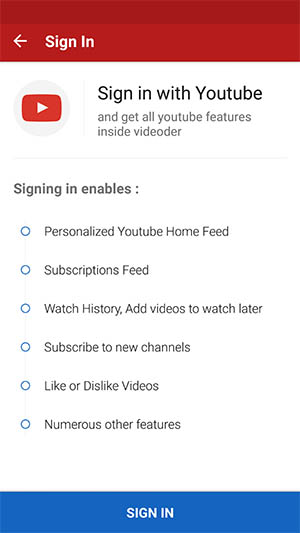 Sign In
Sign in with Youtube
and get all youtube features
inside videoder
Signing in enables :
Personalized Youtube Home Feed
Subscriptions Feed
Watch History, Add videos to watch later
Subscribe to new channels
Like or Dislike Videos
Numerous other features
SIGN IN